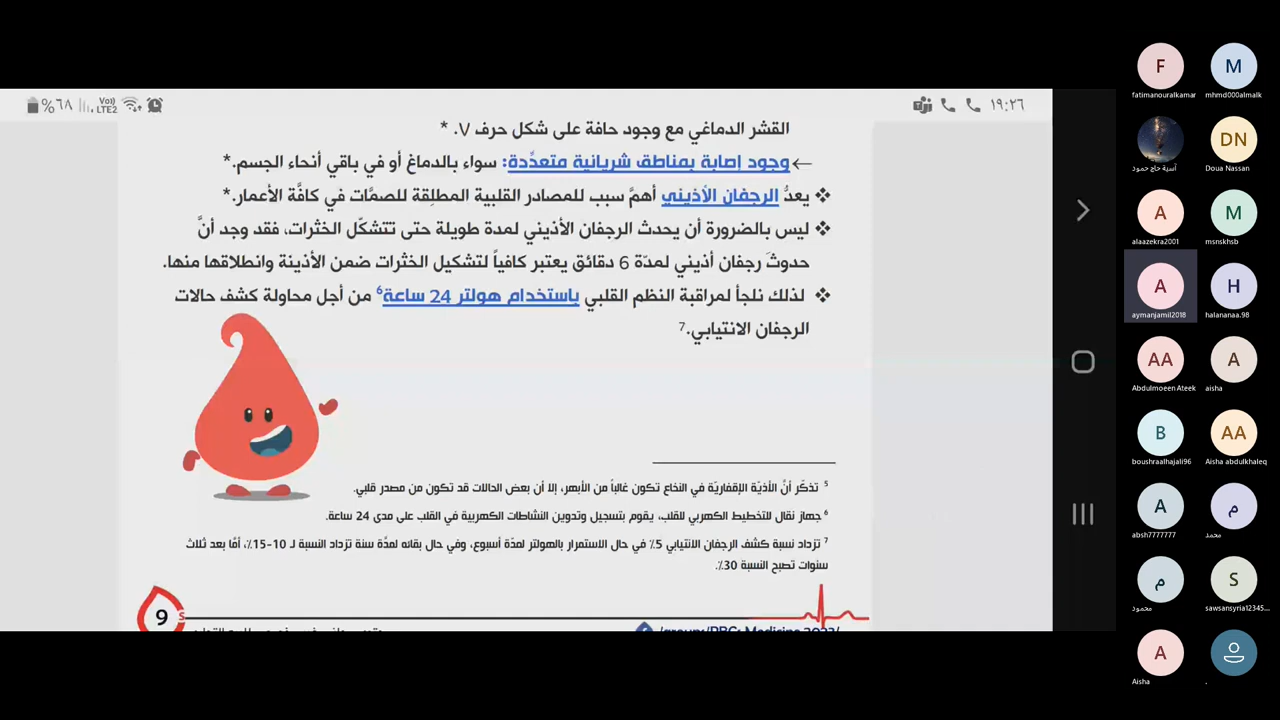 %٦٨ Vo)) LTE2 ١٩:٢٦
القشر الدماغي مع وجود حافة على شكل حرف V. *
← وجود إصابة بمناطق شريانية متعدِّدة: سواء بالدماغ أو في باقي أنحاء الجسم.*
❖ يعدُّ الرجفان الأذيني أهمَّ سبب للمصادر القلبية المطلِقة للصمَّات في كافَّة الأعمار.*
❖ ليس بالضرورة أن يحدث الرجفان الأذيني لمدة طويلة حتى تتشكّل الخثرات، فقد وجد أنَّ
حدوثَ رجفان أذيني لمدّة 6 دقائق يعتبر كافياً لتشكيل الخثرات ضمن الأذينة وانطلاقها منها.
❖ لذلك نلجأ لمراقبة النظم القلبي باستخدام هولتر 24 ساعة⁶ من أجل محاولة كشف حالات
الرجفان الانتيابي.⁷
⁵ تذكّر أنَّ الأذيّة الإقفاريّة في النخاع تكون غالباً من الأبهر، إلا أن بعض الحالات قد تكون من مصدر قلبي.
⁶ جهاز نقال للتخطيط الكهربي للقلب، يقوم بتسجيل وتدوين النشاطات الكهربية في القلب على مدى 24 ساعة.
⁷ تزداد نسبة كشف الرجفان الانتيابي 5٪ في حال الاستمرار بالهولتر لمدّة أسبوع، وفي حال بقائه لمدَّة سنة تزداد النسبة لـ 10-15٪، أمّا بعد ثلاث
سنوات تصبح النسبة 30٪.
9
F
fatimanouralkamar
M
mhmd000almalk
آسية حاج حمود
DN
Doua Nassan
A
alaazekra2001
M
msnskhsb
A
aymanjamil2018
H
halananaa.98
AA
Abdulmoeen Ateek
A
aisha
B
boushraalhajali96
AA
Aisha abdulkhaleq
A
absh7777777
م
محمد
م
محمود
S
sawsansyria12345...
A
Aisha
.